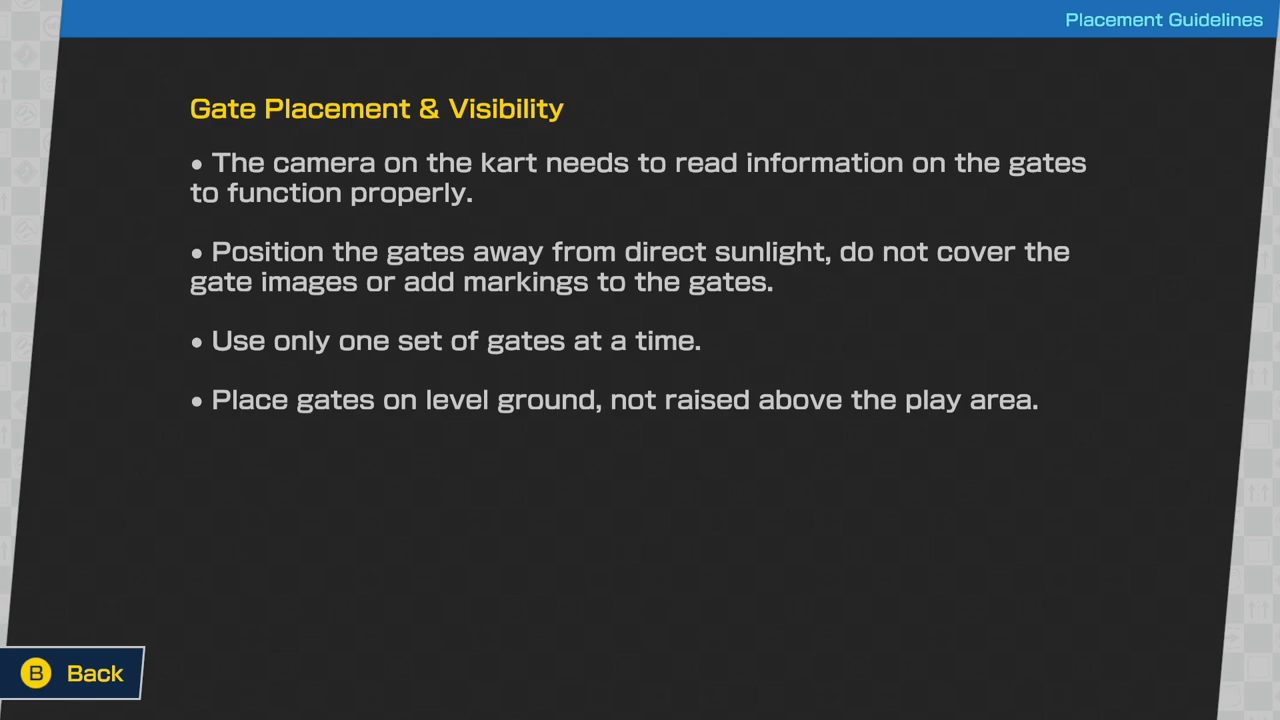 Placement Guidelines
Gate Placement & Visibility
● The camera on the kart needs to read information on the gates
to function properly.
● Position the gates away from direct sunlight, do not cover the
gate images or add markings to the gates.
● Use only one set of gates at a time.
● Place gates on level ground, not raised above the play area.
B Back